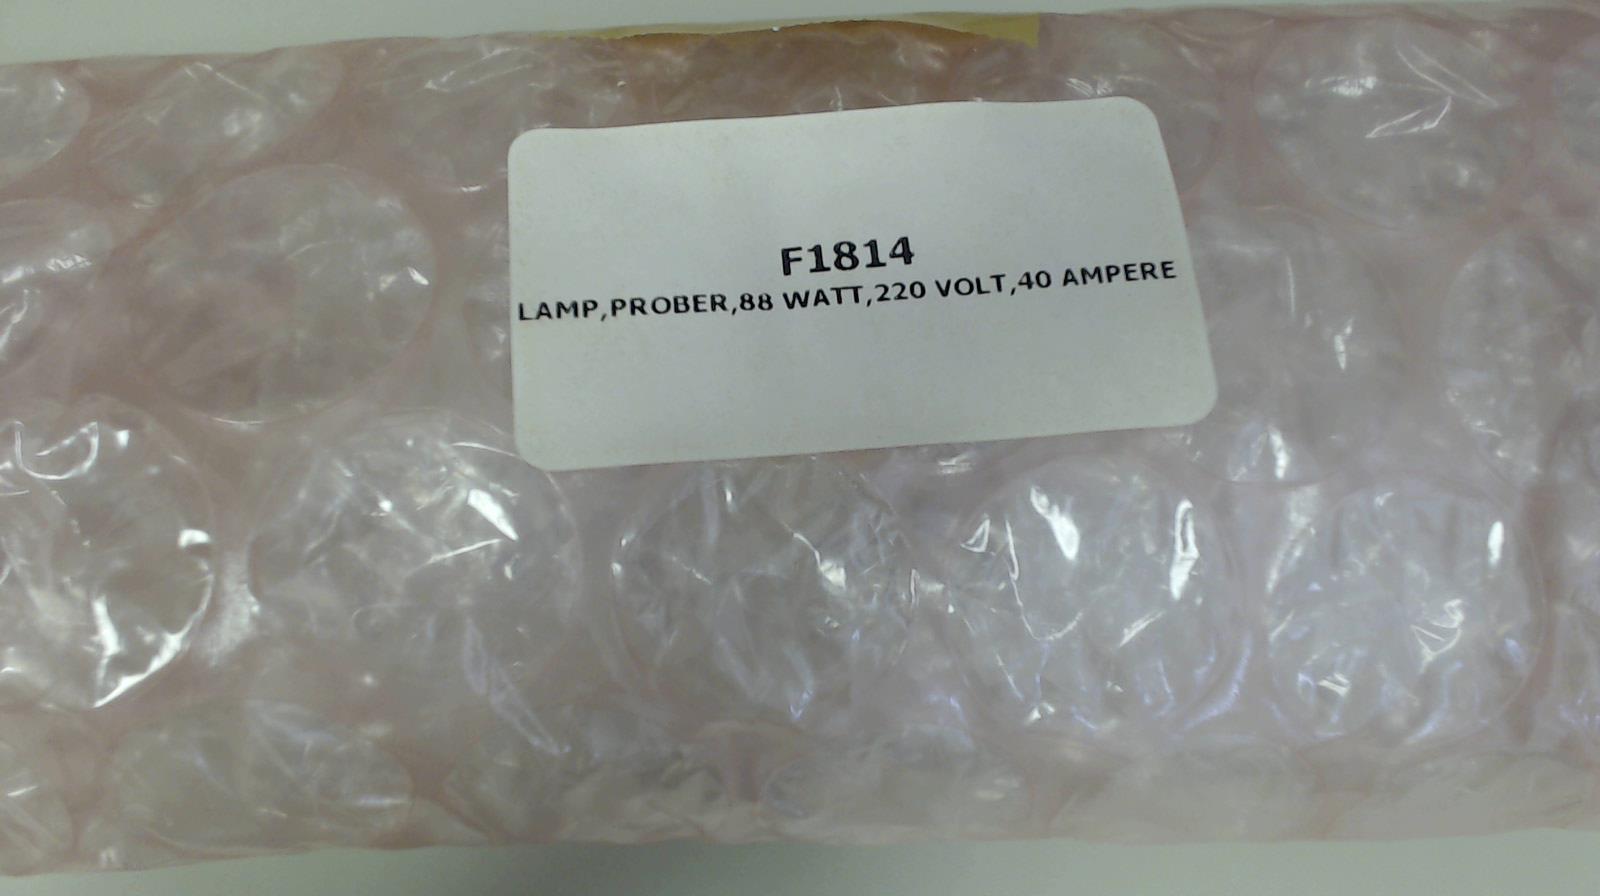 F1814
LAMP,PROBER,88 WATT,220 VOLT,40 AMPERE